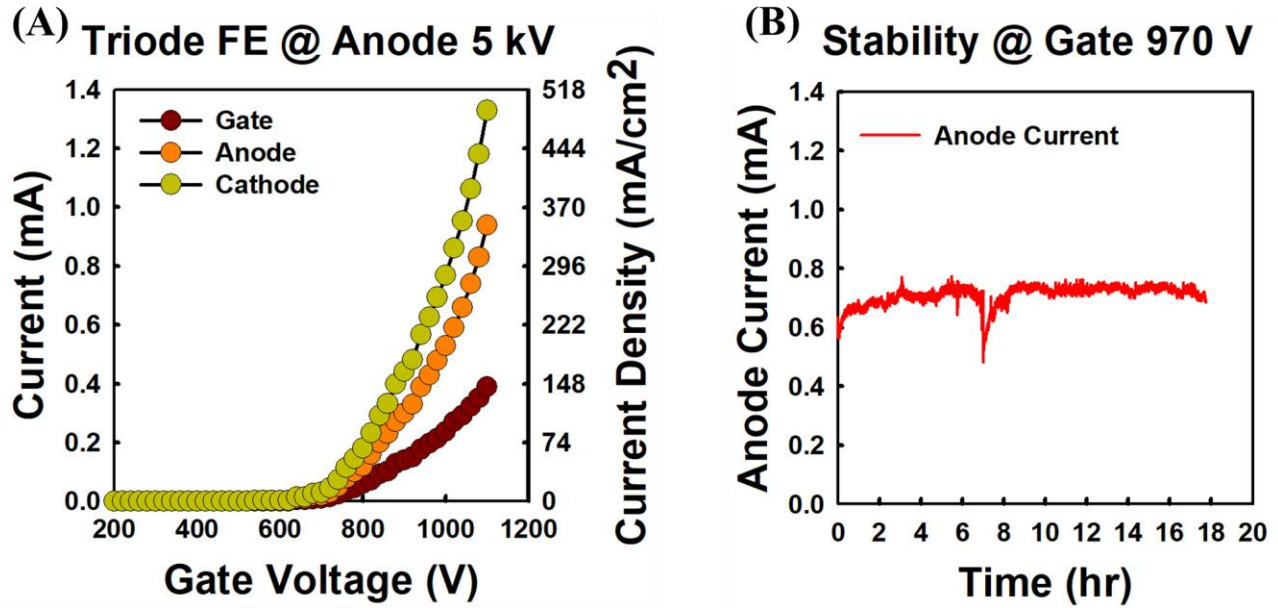 (A) Triode FE @ Anode 5 kV
Current (mA)
1.4
1.2
1.0
0.8
0.6
0.4
0.2
0.0
Gate
Anode
Cathode
518
444
370
296
222
148
74
0
Current Density (mA/cm2)
200 400 600 800 1000 1200
Gate Voltage (V)
(B) Stability @ Gate 970 V
Anode Current (mA)
1.4
1.2
1.0
0.8
0.6
0.4
0.2
0.0
Anode Current
0 2 4 6 8 10 12 14 16 18 20
Time (hr)